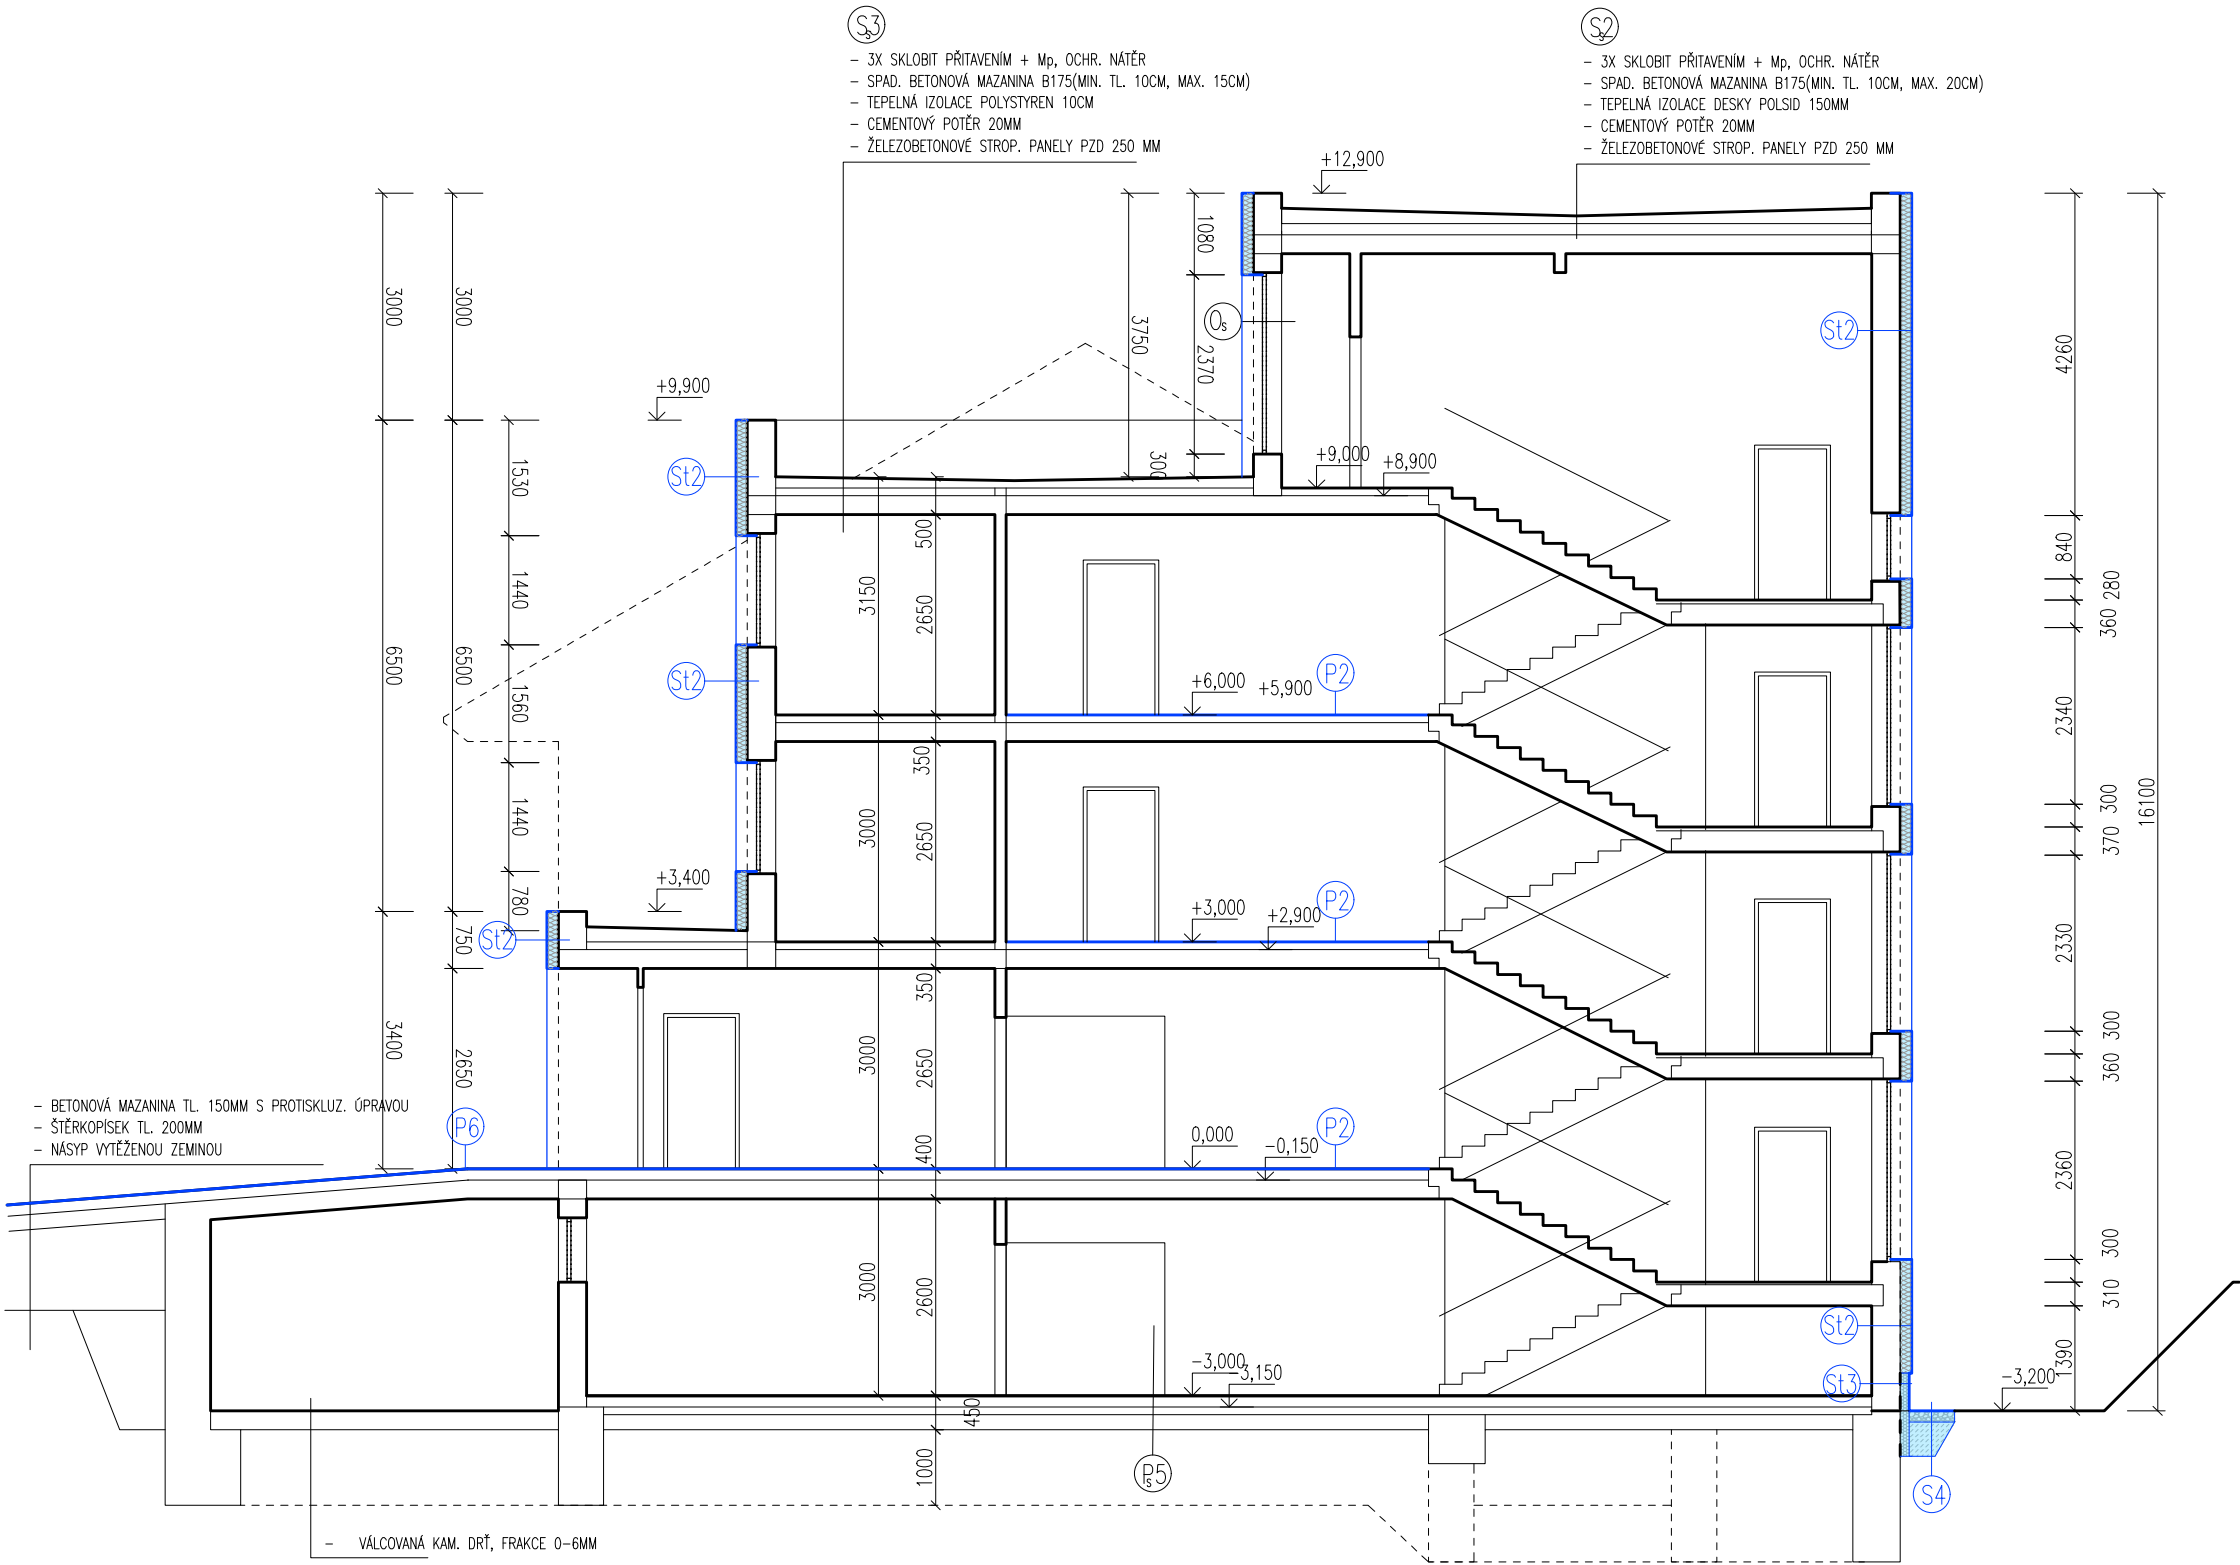 S3
s
- 3X SKLOBIT PŘITAVENÍM + Mp, OCHR. NÁTĚR
- SPAD. BETONOVÁ MAZANINA B175(MIN. TL. 10CM, MAX. 15CM)
- TEPELNÁ IZOLACE POLYSTYREN 10CM
- CEMENTOVÝ POTĚR 20MM
- ŽELEZOBETONOVÉ STROP. PANELY PZD 250 MM
S2
s
- 3X SKLOBIT PŘITAVENÍM + Mp, OCHR. NÁTĚR
- SPAD. BETONOVÁ MAZANINA B175(MIN. TL. 10CM, MAX. 20CM)
- TEPELNÁ IZOLACE DESKY POLSID 150MM
- CEMENTOVÝ POTĚR 20MM
- ŽELEZOBETONOVÉ STROP. PANELY PZD 250 MM
+12,900
1080
3000
3000
3750
2370
Os
St2
4260
+9,900
+9,000
+8,900
300
St2
1530
500
840
280
360
1440
3150
2650
6500
6500
St2
1560
+6,000
+5,900
P2
2340
350
300
370
16100
1440
3000
2650
+3,400
780
+3,000
+2,900
P2
St2
750
2330
350
300
360
3400
2650
3000
2650
- BETONOVÁ MAZANINA TL. 150MM S PROTISKLUZ. ÚPRAVOU
- ŠTĚRKOPÍSEK TL. 200MM
- NÁSYP VYTĚŽENOU ZEMINOU
P6
400
0,000
-0,150
P2
2360
300
310
3000
2600
St2
1390
-3,000
-3,150
St3
-3,200
450
1000
P5
s
S4
- VÁLCOVANÁ KAM. DRŤ, FRAKCE 0-6MM